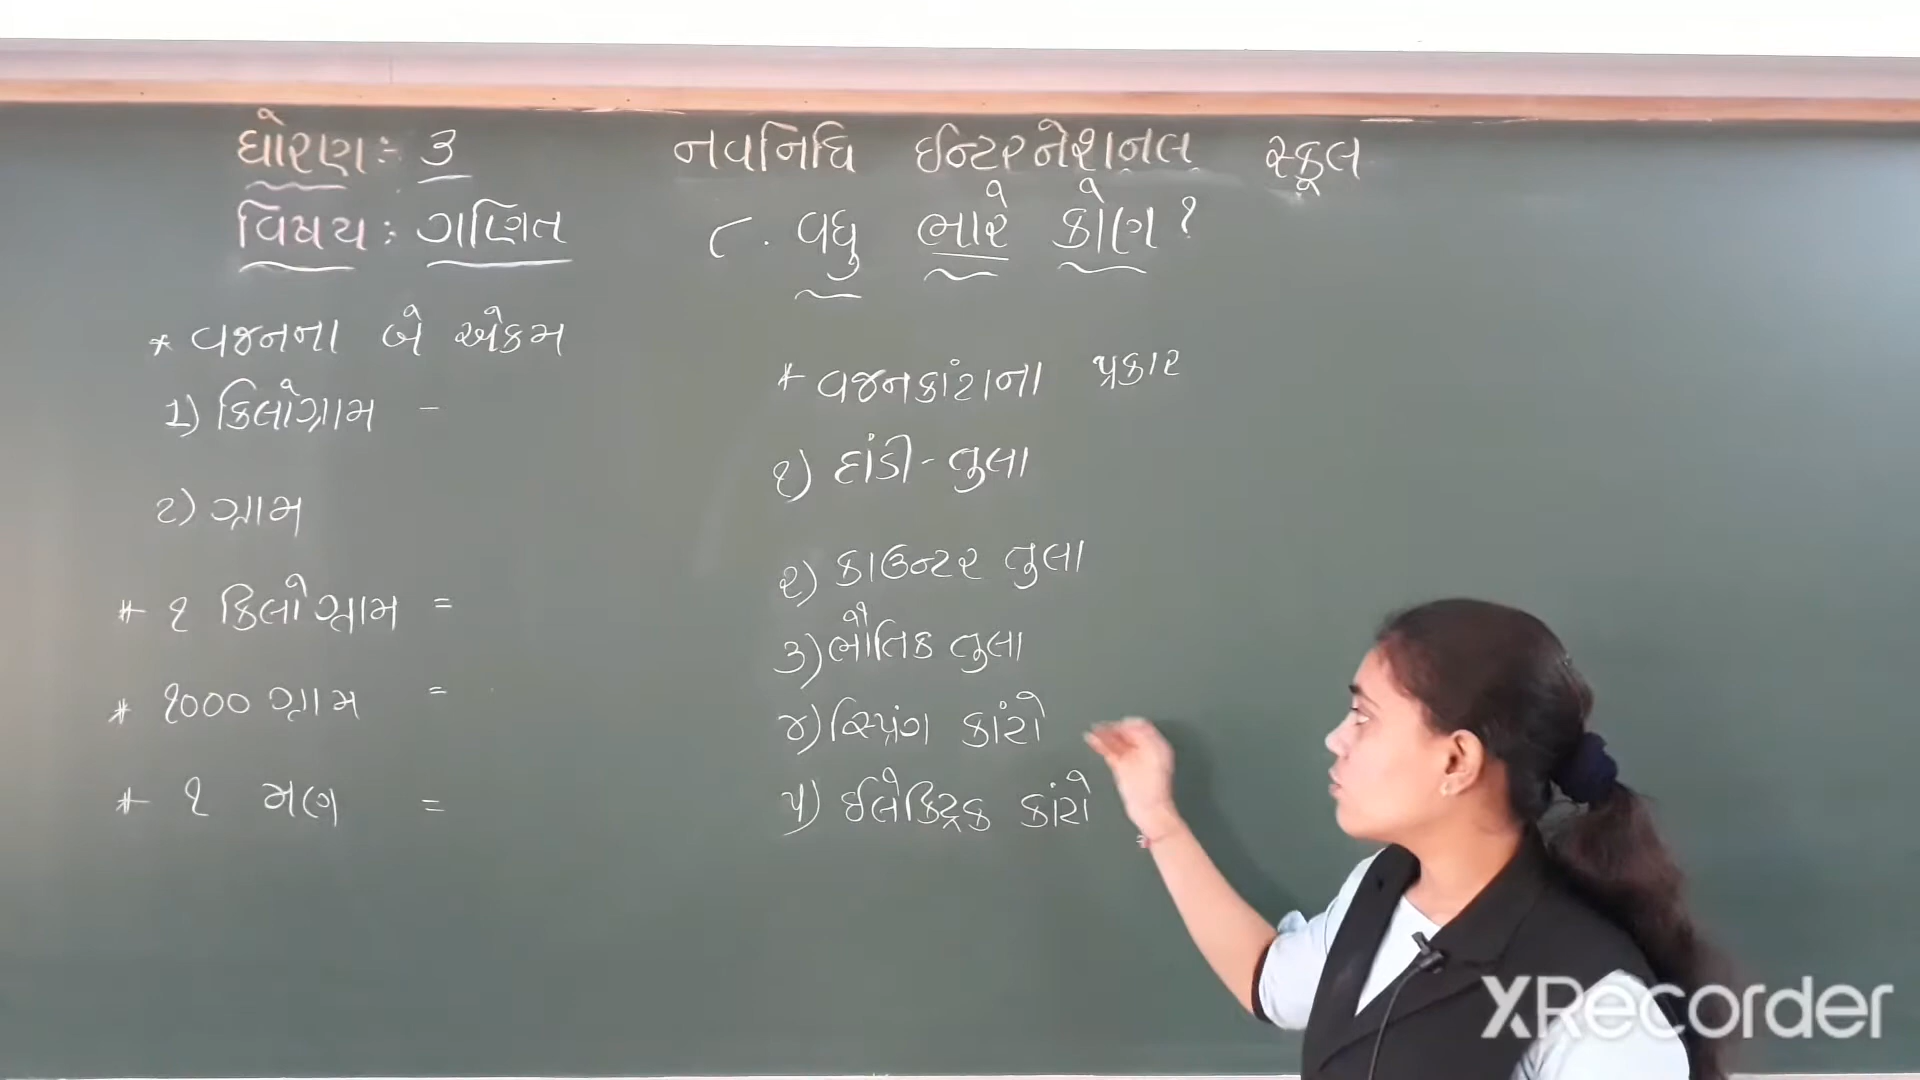 ધોરણ :- ૩
નવનિધિ ઈન્ટરનેશનલ સ્કૂલ
વિષય : ગણિત
૮. વધુ ભારે કોણ ?
* વજનના બે એકમ
1) કિલોગ્રામ -
૨) ગ્રામ
* ૧ કિલોગ્રામ =
* ૧૦૦૦ ગ્રામ =
* ૧ મણ =
* વજનકાંટાના પ્રકાર
૧) દાંડી - તુલા
૨) કાઉન્ટર તુલા
૩) ભૌતિક તુલા
૪) સ્પિંગ કાંટો
૫) ઈલેક્ટ્રિક કાંટો
XRecorder